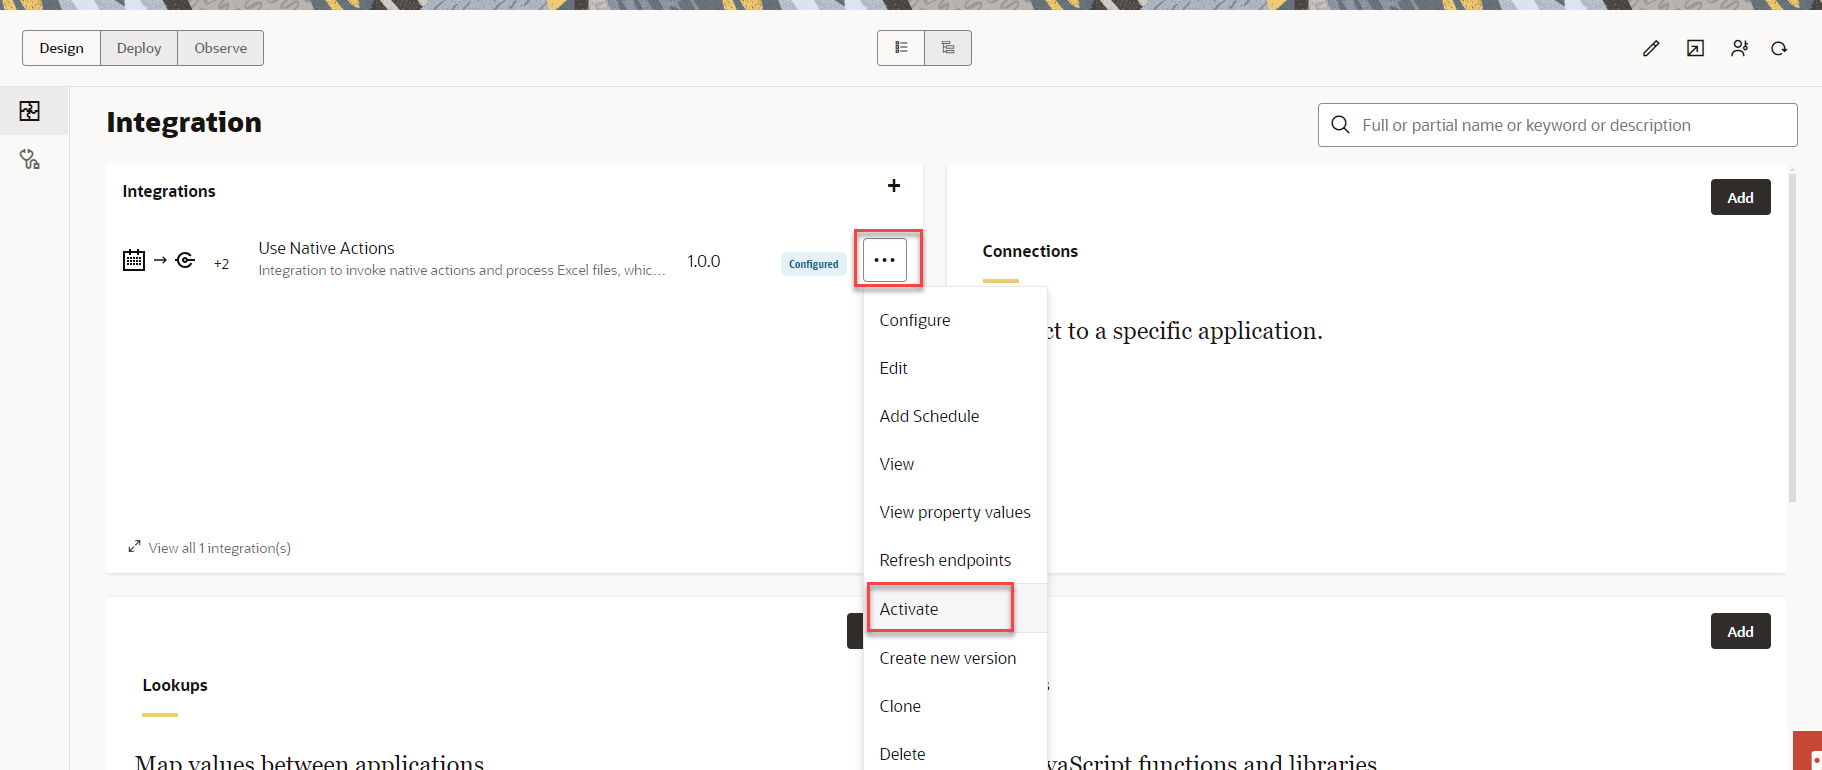 Design Deploy Observe
Integration
Full or partial name or keyword or description
Integrations
+
+2
Use Native Actions
Integration to invoke native actions and process Excel files, whic...
1.0.0
Configured
...
Configure
Edit
Add Schedule
View
View property values
Refresh endpoints
Activate
Create new version
Clone
Delete
View all 1 integration(s)
Add
Connections
to a specific application.
Lookups
Map values between applications
Add
functions and libraries